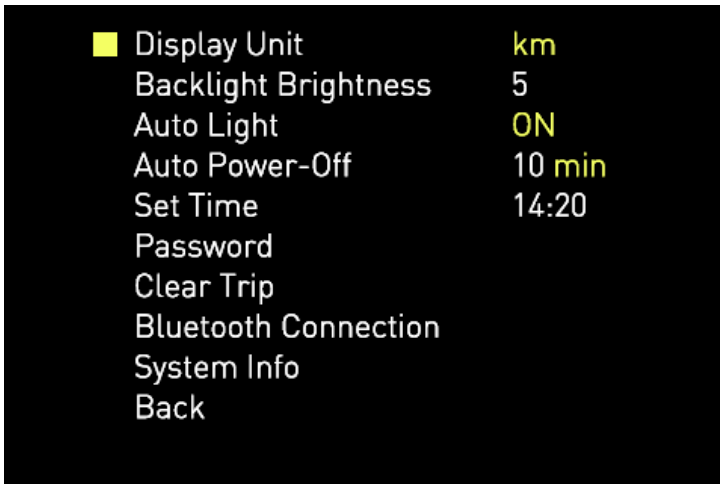 Display Unit km
Backlight Brightness 5
Auto Light ON
Auto Power-Off 10 min
Set Time 14:20
Password
Clear Trip
Bluetooth Connection
System Info
Back